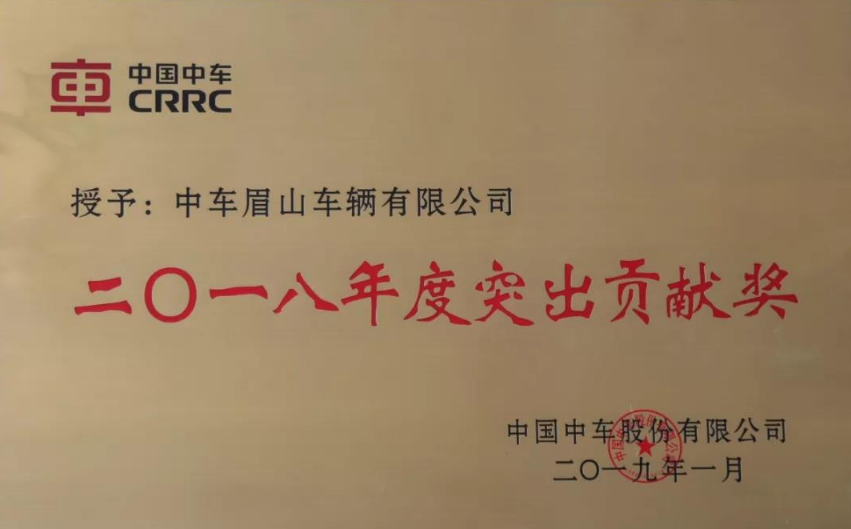 中国中车
CRRC
授予：中车眉山车辆有限公司
二〇一八年度突出贡献奖
中国中车股份有限公司
二〇一九年一月